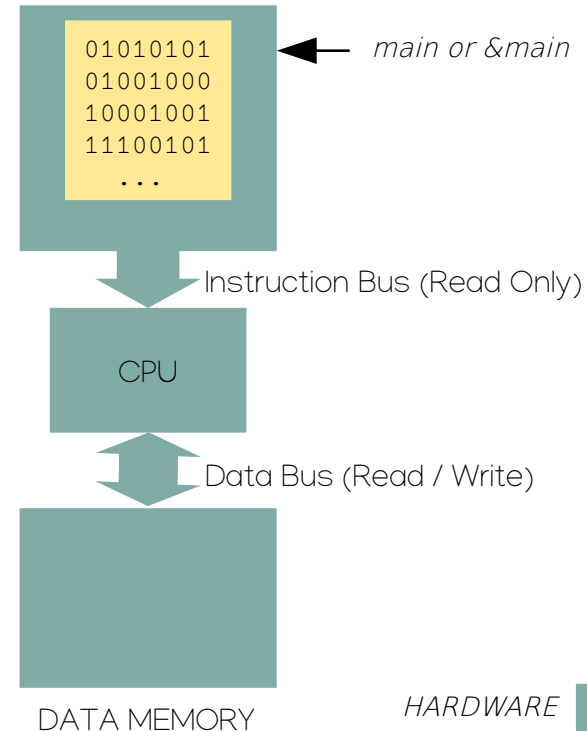 01010101
01001000
10001001
11100101
...
main or &main
Instruction Bus (Read Only)
CPU
Data Bus (Read / Write)
DATA MEMORY
HARDWARE